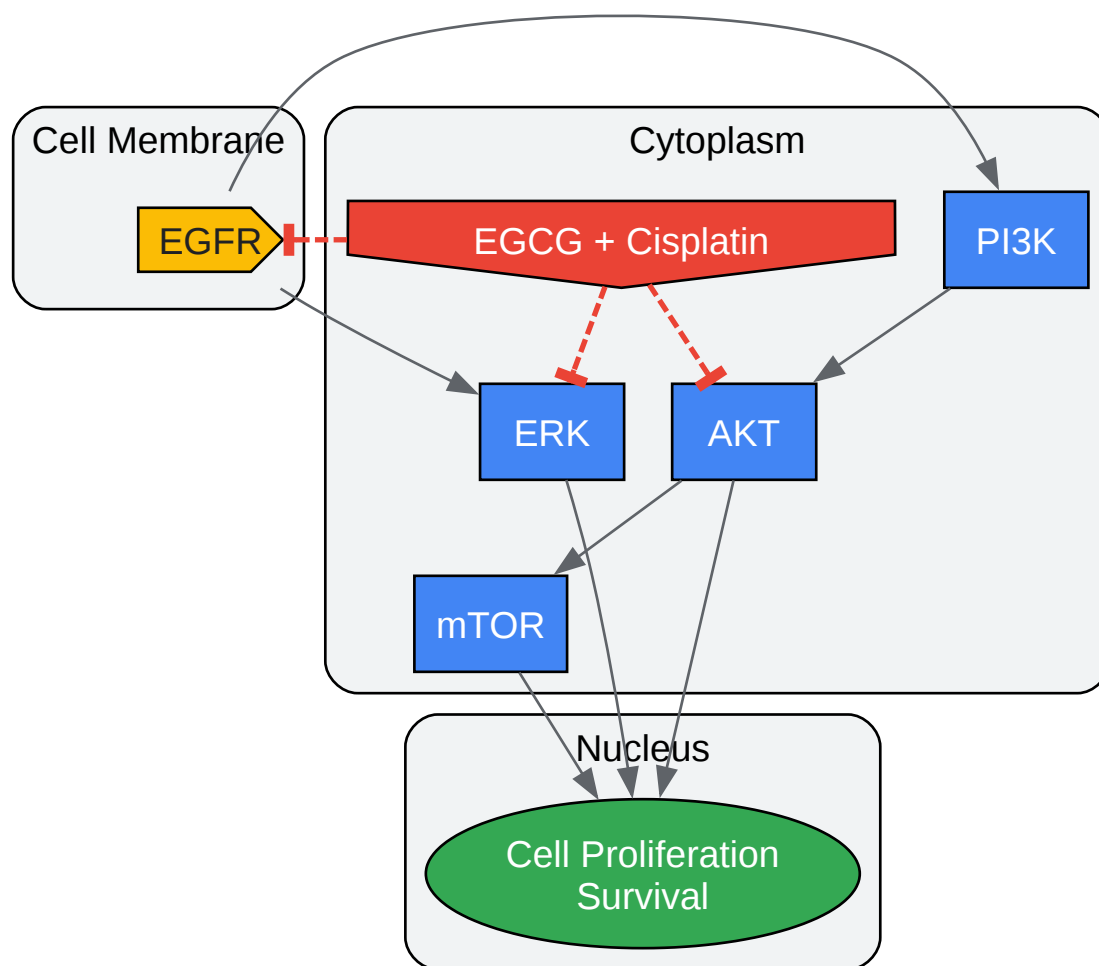 Cell Membrane
Cytoplasm
EGFR
EGCG + Cisplatin
PI3K
ERK
AKT
mTOR
Nucleus
Cell Proliferation
Survival